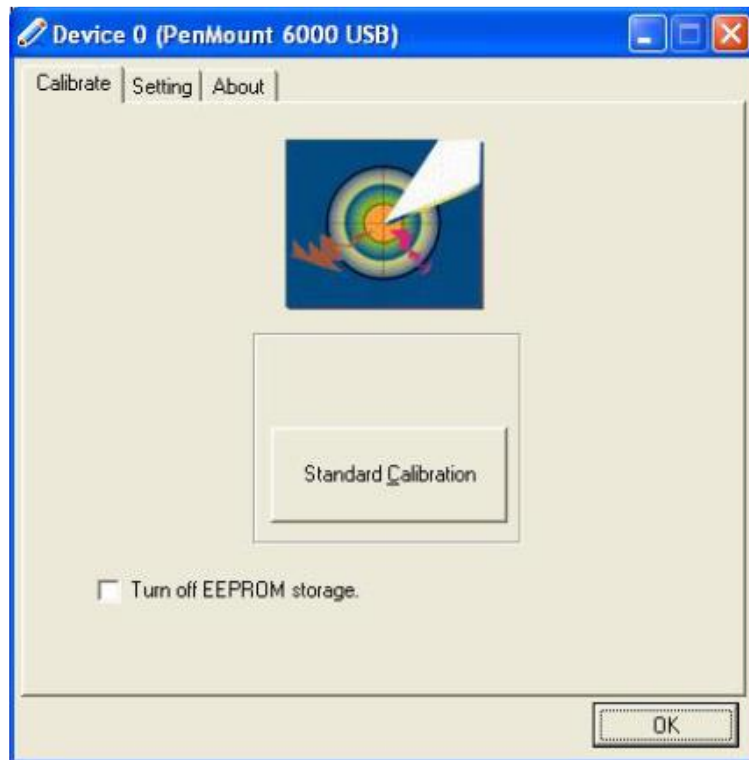 Device 0 (PenMount 6000 USB)
Calibrate Setting About
Standard Calibration
Turn off EEPROM storage.
OK